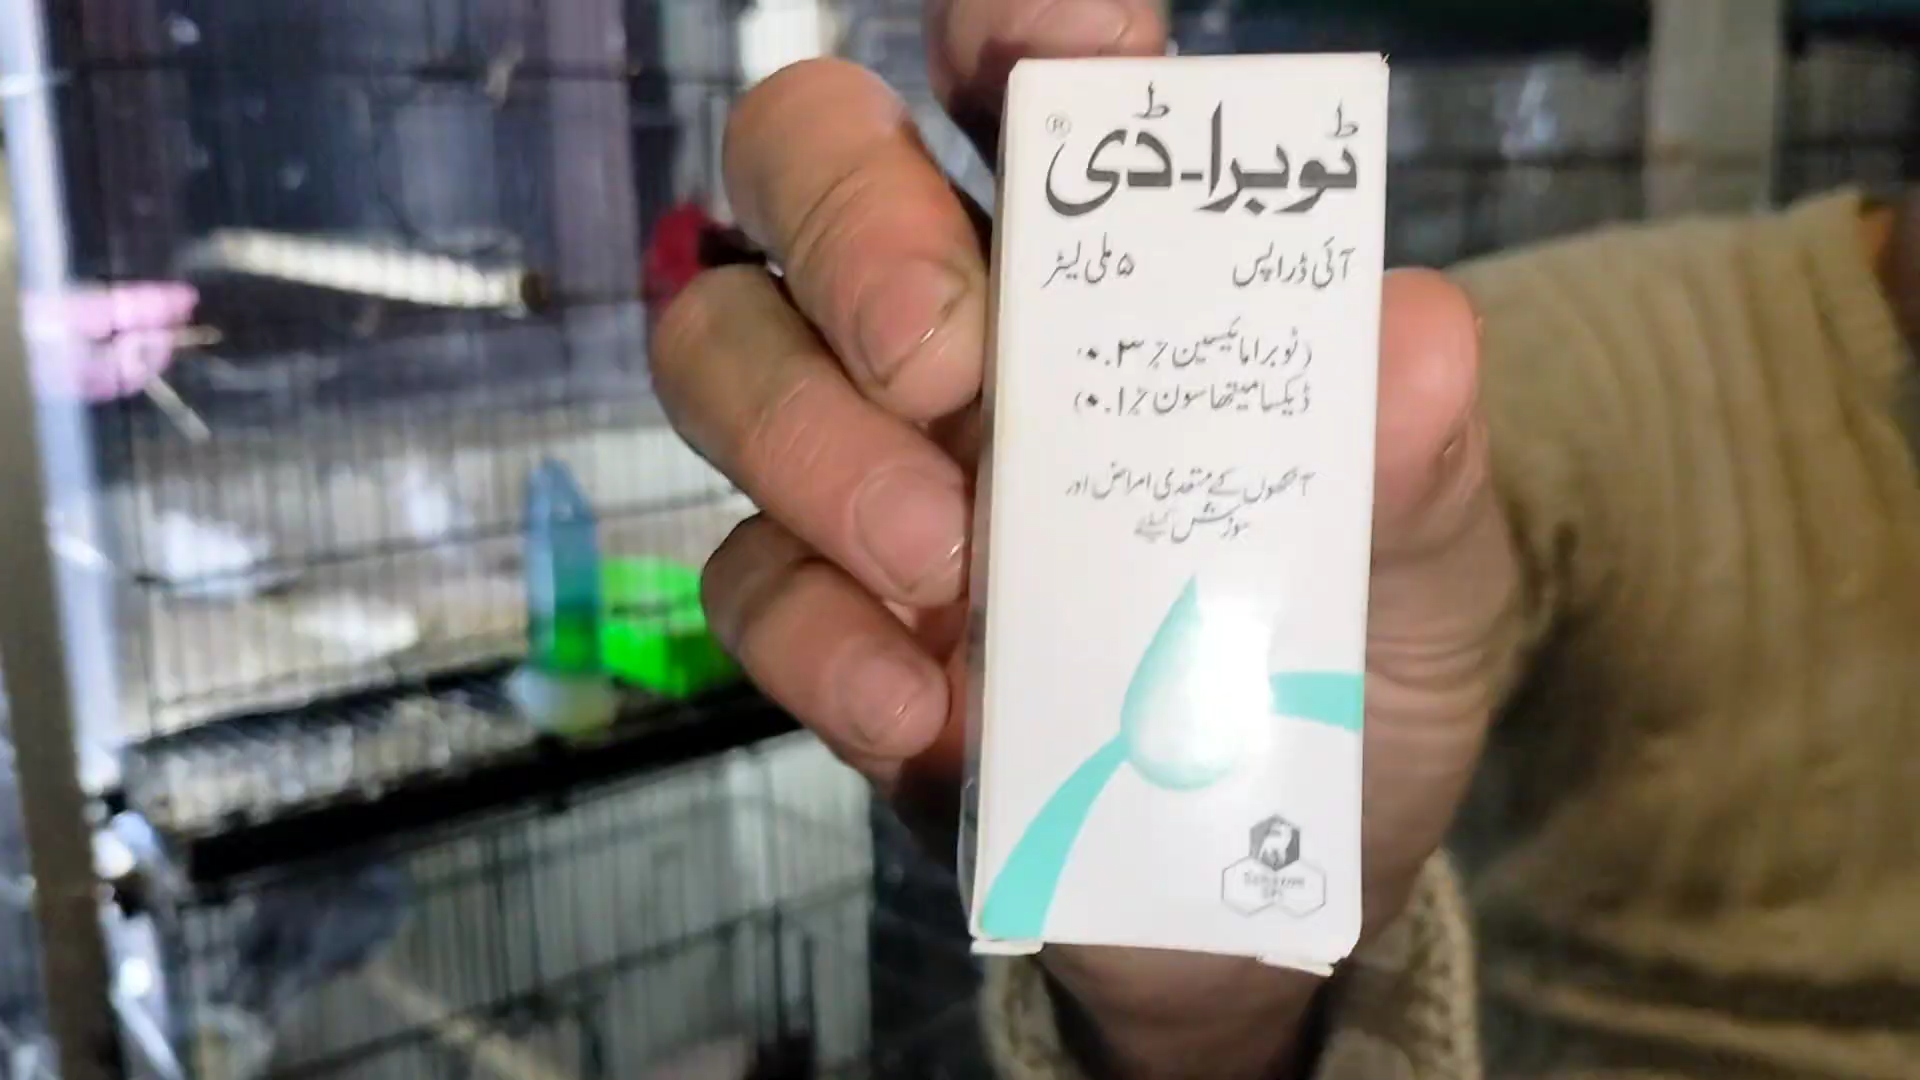 ٹوبرا-ڈی®
آئی ڈراپس ۵ ملی لیٹر
(ٹوبرامائیسین ٪ ۰.۳،
ڈیکسامیتھاسون ٪ ۰.۱)
آنکھوں کے متعدی امراض اور
سوزش کیلئے